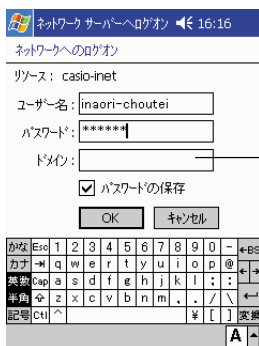 ネットワーク サーバーへログオン 16:16
ネットワークへのログオン
リソース: casio-inet
ユーザー名: inaori-choutei
パスワード: ******
ドメイン:
パスワードの保存
OK キャンセル
かな Esc 1 2 3 4 5 6 7 8 9 0 - ←BS
カナ →| q w e r t y u i o p @
英数 Cap a s d f g h j k l ; : ← →
半角 ⇧ z x c v b n m , . / \ ↵
記号 Ctl ^ ¥ [ ] 変換
A